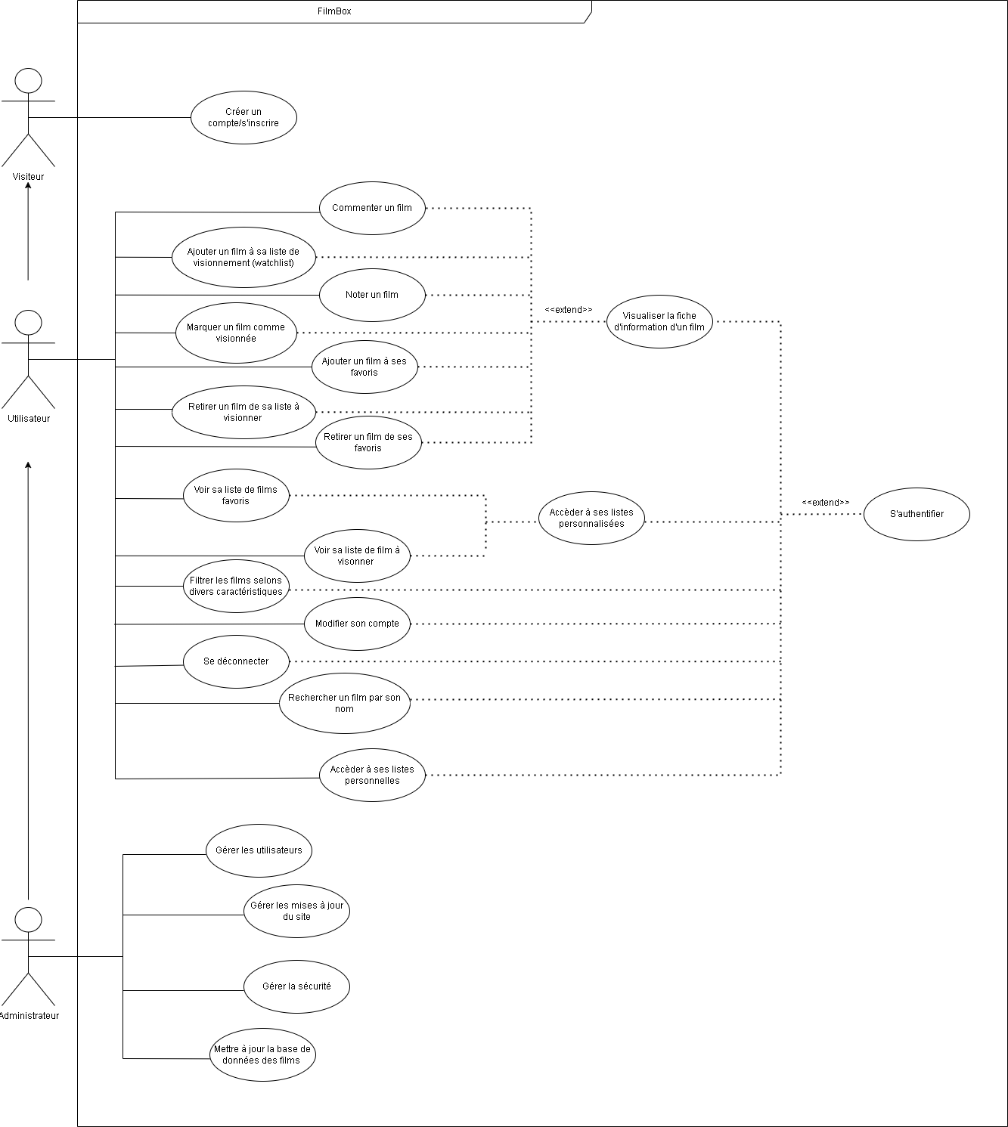 FilmBox
Créer un
compte/s'inscrire
Visiteur
Commenter un film
Ajouter un film à sa liste de
visionnement (watchlist)
Noter un film
<<extend>>
Visualiser la fiche
d'information d'un film
Marquer un film comme
visionnée
Ajouter un film à ses
favoris
Utilisateur
Retirer un film de sa liste à
visionner
Retirer un film de ses
favoris
Voir sa liste de films
favoris
Accèder à ses listes
personnalisées
<<extend>>
S'authentifier
Voir sa liste de film à
visonner
Filtrer les films selons
divers caractéristiques
Modifier son compte
Se déconnecter
Rechercher un film par son
nom
Accèder à ses listes
personnelles
Gérer les utilisateurs
Gérer les mises à jour
du site
Gérer la sécurité
Administrateur
Mettre à jour la base de
données des films